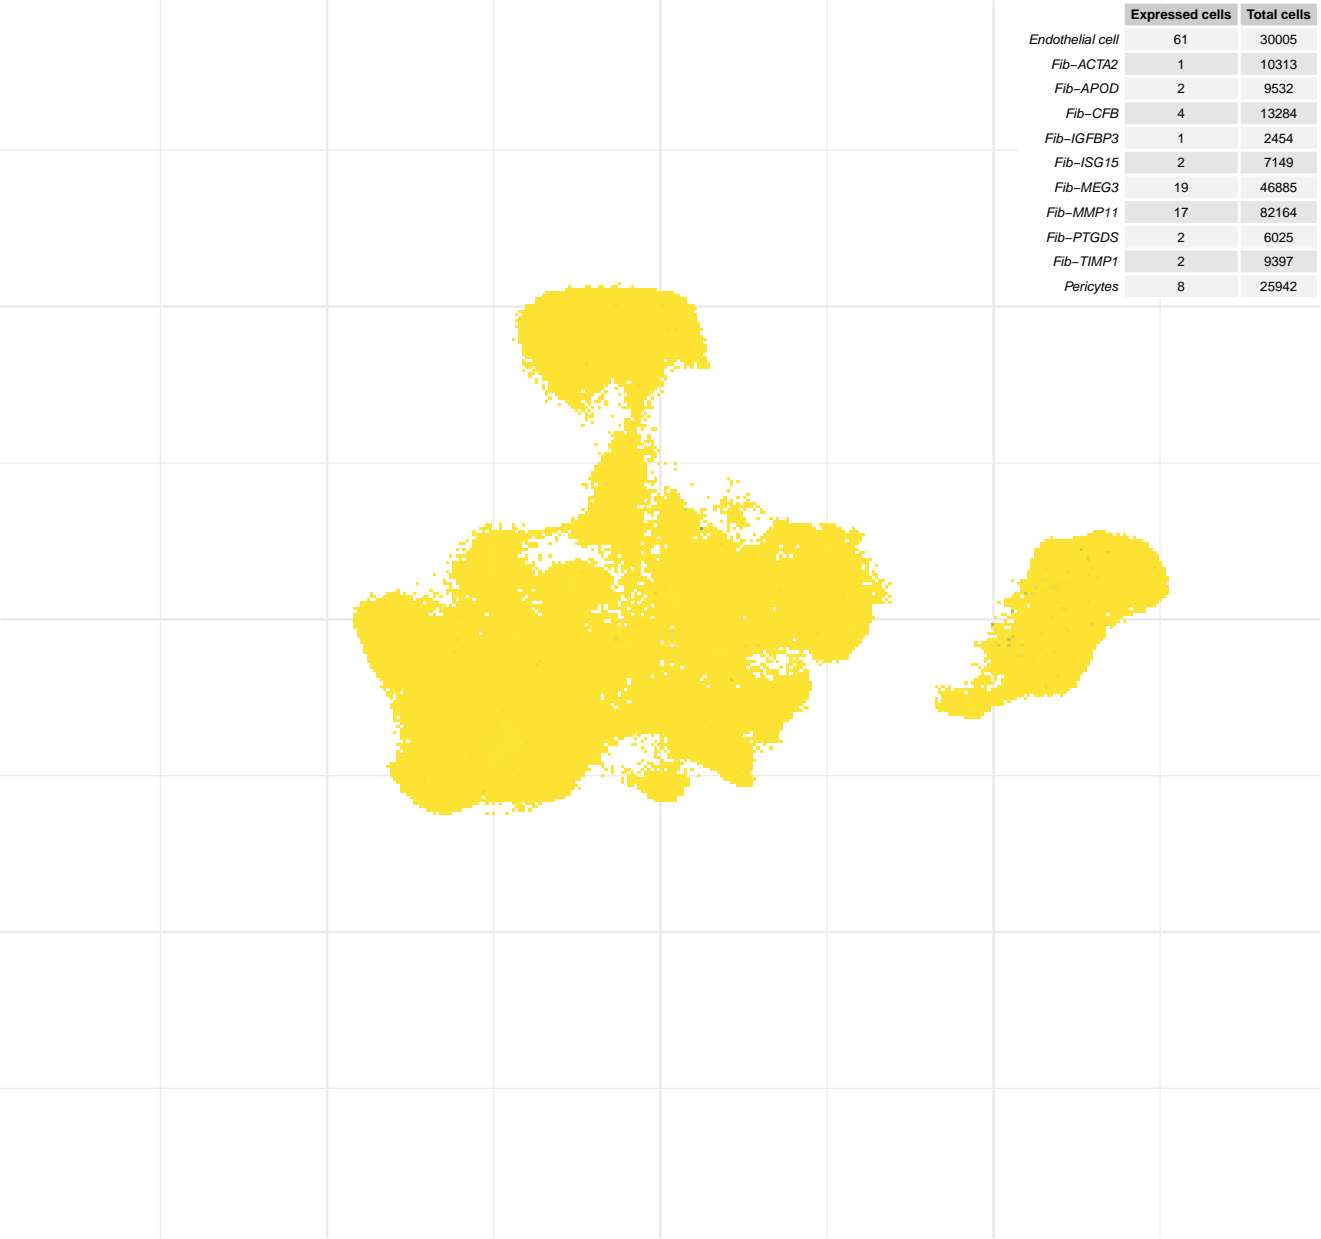 Expressed cells Total cells
Endothelial cell 61 30005
Fib−ACTA2 1 10313
Fib−APOD 2 9532
Fib−CFB 4 13284
Fib−IGFBP3 1 2454
Fib−ISG15 2 7149
Fib−MEG3 19 46885
Fib−MMP11 17 82164
Fib−PTGDS 2 6025
Fib−TIMP1 2 9397
Pericytes 8 25942